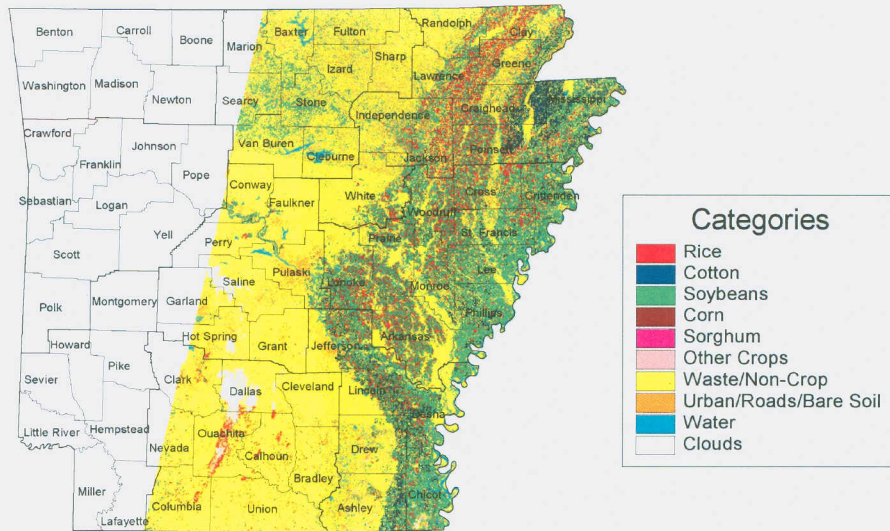 Benton
Carroll
Boone
Marion
Baxter
Fulton
Randolph
Clay
Sharp
Izard
Greene
Lawrence
Washington
Madison
Newton
Searcy
Stone
Independence
Craighead
Mississippi
Crawford
Johnson
Van Buren
Cleburne
Jackson
Poinsett
Franklin
Pope
Conway
Faulkner
White
Cross
Crittenden
Sebastian
Logan
Woodruff
Yell
Perry
Prairie
St. Francis
Scott
Pulaski
Lonoke
Lee
Saline
Monroe
Polk
Montgomery
Garland
Phillips
Hot Spring
Grant
Jefferson
Arkansas
Howard
Pike
Clark
Sevier
Dallas
Cleveland
Lincoln
Desha
Little River
Hempstead
Nevada
Ouachita
Calhoun
Drew
Bradley
Miller
Lafayette
Columbia
Union
Ashley
Chicot
Categories
Rice
Cotton
Soybeans
Corn
Sorghum
Other Crops
Waste/Non-Crop
Urban/Roads/Bare Soil
Water
Clouds